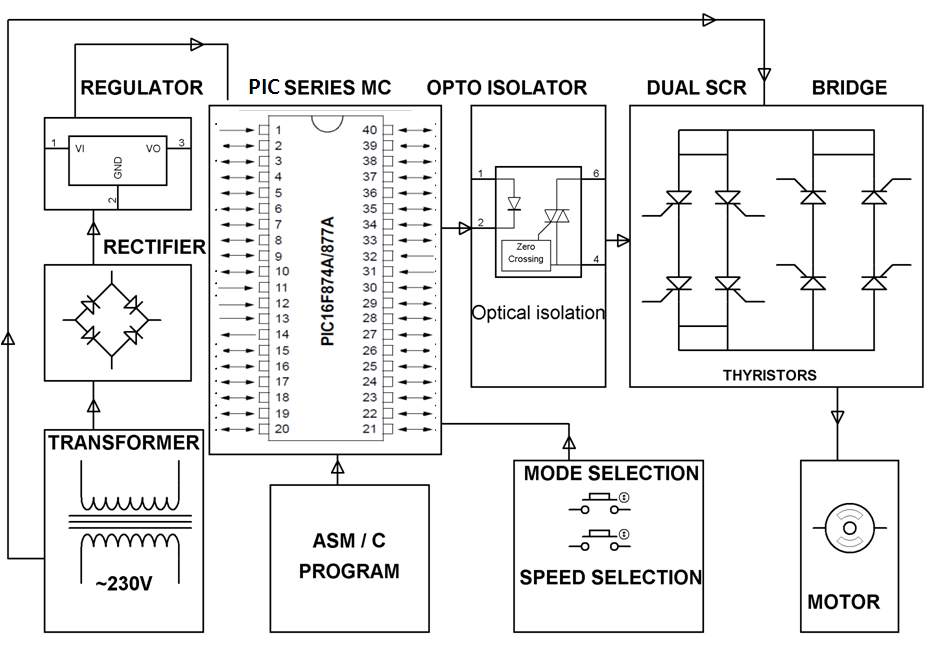 REGULATOR
PIC SERIES MC
OPTO ISOLATOR
DUAL SCR
BRIDGE
1
VI
VO
3
GND
2
RECTIFIER
TRANSFORMER
~230V
PIC16F874A/877A
1 40
2 39
3 38
4 37
5 36
6 35
7 34
8 33
9 32
10 31
11 30
12 29
13 28
14 27
15 26
16 25
17 24
18 23
19 22
20 21
1
6
2
Zero
Crossing
4
Optical isolation
THYRISTORS
ASM / C
PROGRAM
MODE SELECTION
SPEED SELECTION
MOTOR